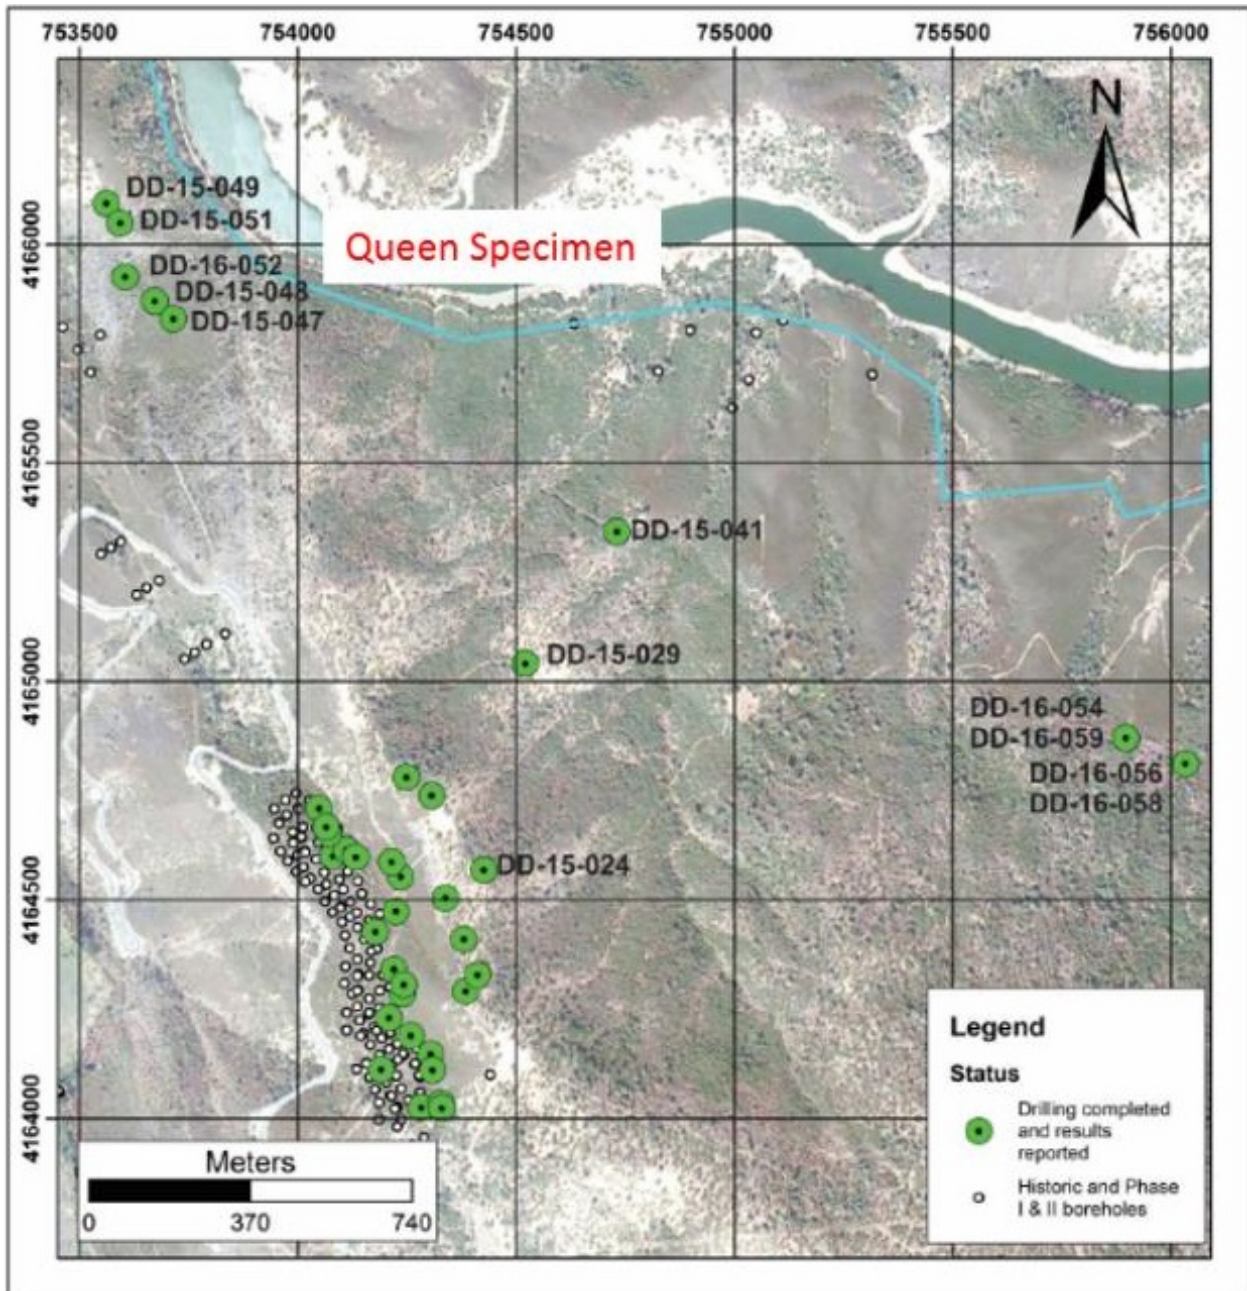 753500 754000 754500 755000 755500 756000
N
DD-15-049
DD-15-051
4166000
Queen Specimen
DD-16-052
DD-15-048
DD-15-047
4165500
DD-15-041
DD-15-029
4165000
DD-16-054
DD-16-059
DD-16-056
DD-16-058
DD-15-024
4164500
Legend
Status
Drilling completed
and results
reported
Historic and Phase
I & II boreholes
4164000
Meters
0 370 740